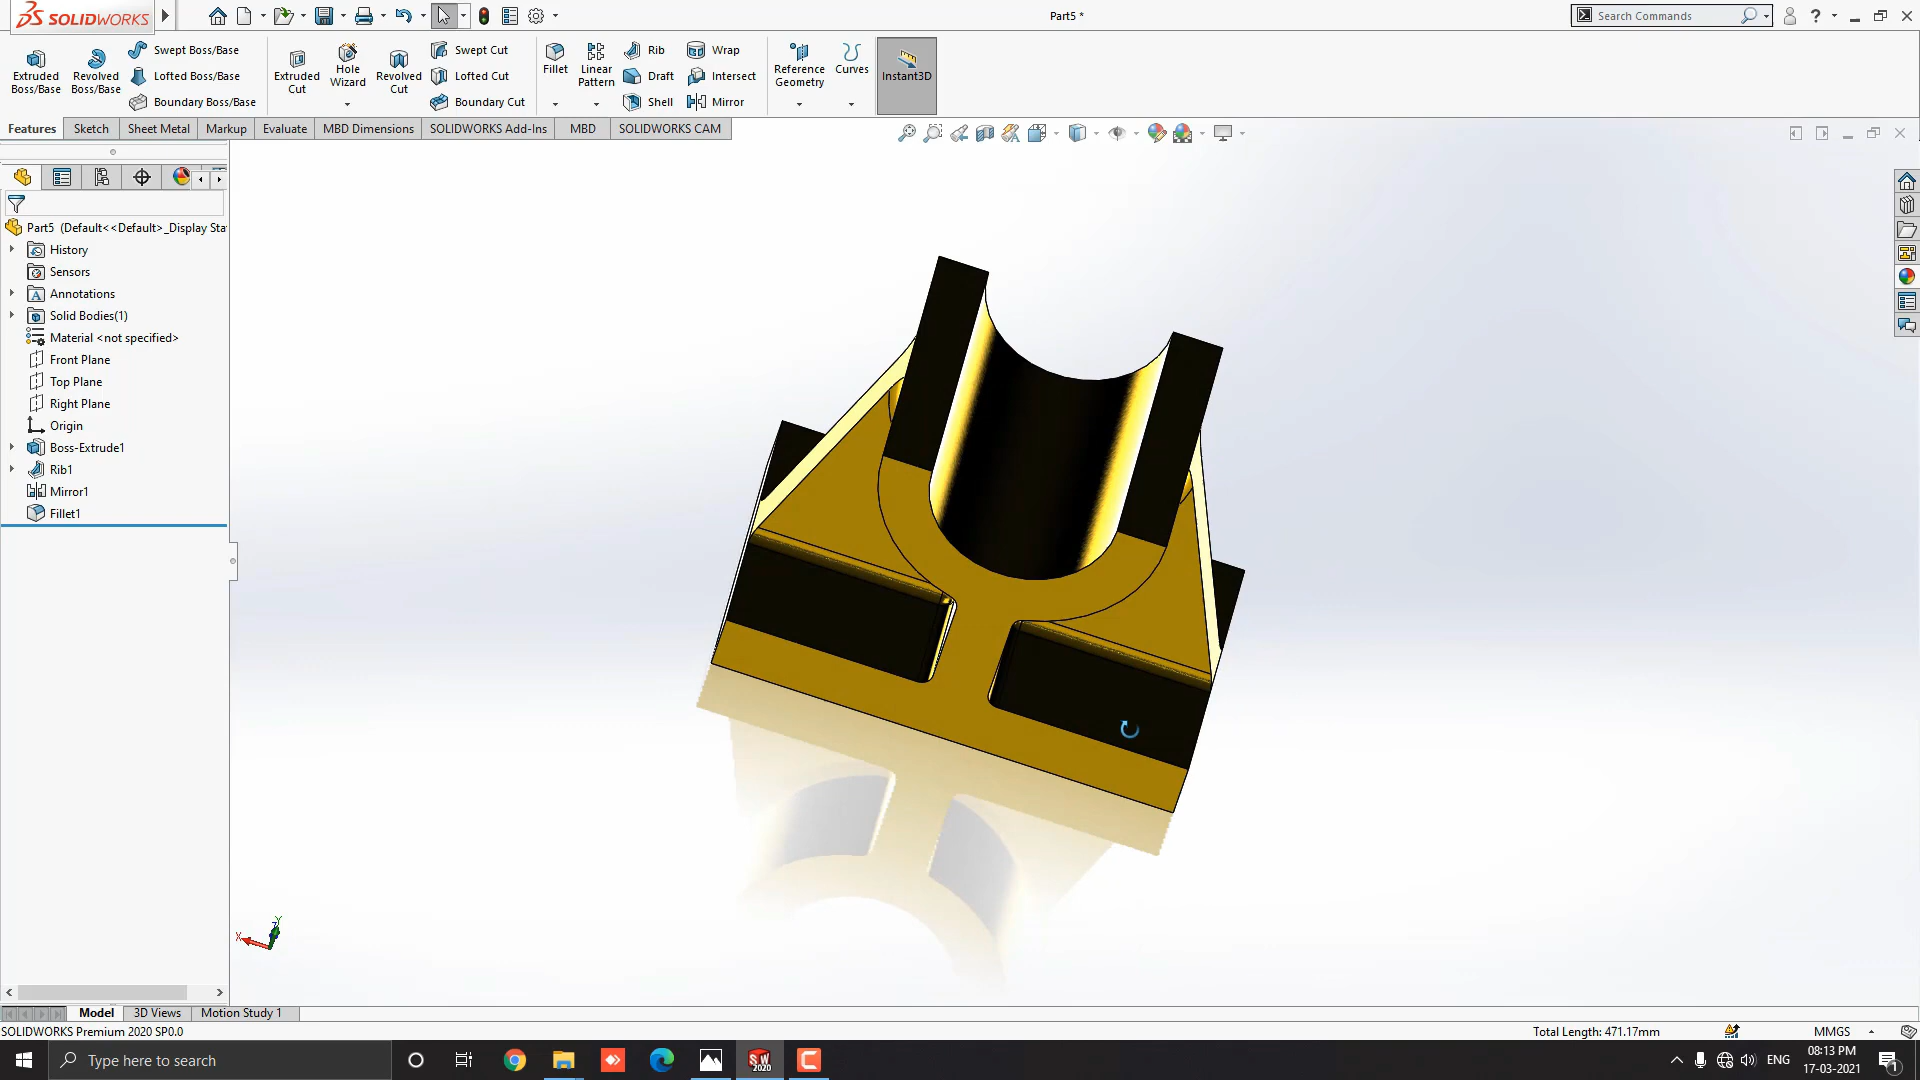 SOLIDWORKS
Part5 *
Search Commands
Extruded Boss/Base
Revolved Boss/Base
Swept Boss/Base
Lofted Boss/Base
Boundary Boss/Base
Extruded Cut
Hole Wizard
Revolved Cut
Swept Cut
Lofted Cut
Boundary Cut
Fillet
Linear Pattern
Rib
Draft
Shell
Wrap
Intersect
Mirror
Reference Geometry
Curves
Instant3D
Features
Sketch
Sheet Metal
Markup
Evaluate
MBD Dimensions
SOLIDWORKS Add-Ins
MBD
SOLIDWORKS CAM
Part5 (Default<<Default>_Display Sta
History
Sensors
Annotations
Solid Bodies(1)
Material <not specified>
Front Plane
Top Plane
Right Plane
Origin
Boss-Extrude1
Rib1
Mirror1
Fillet1
Y
Z
X
Model
3D Views
Motion Study 1
SOLIDWORKS Premium 2020 SP0.0
Total Length: 471.17mm
MMGS
Type here to search
SW
2020
ENG
08:13 PM
17-03-2021
1